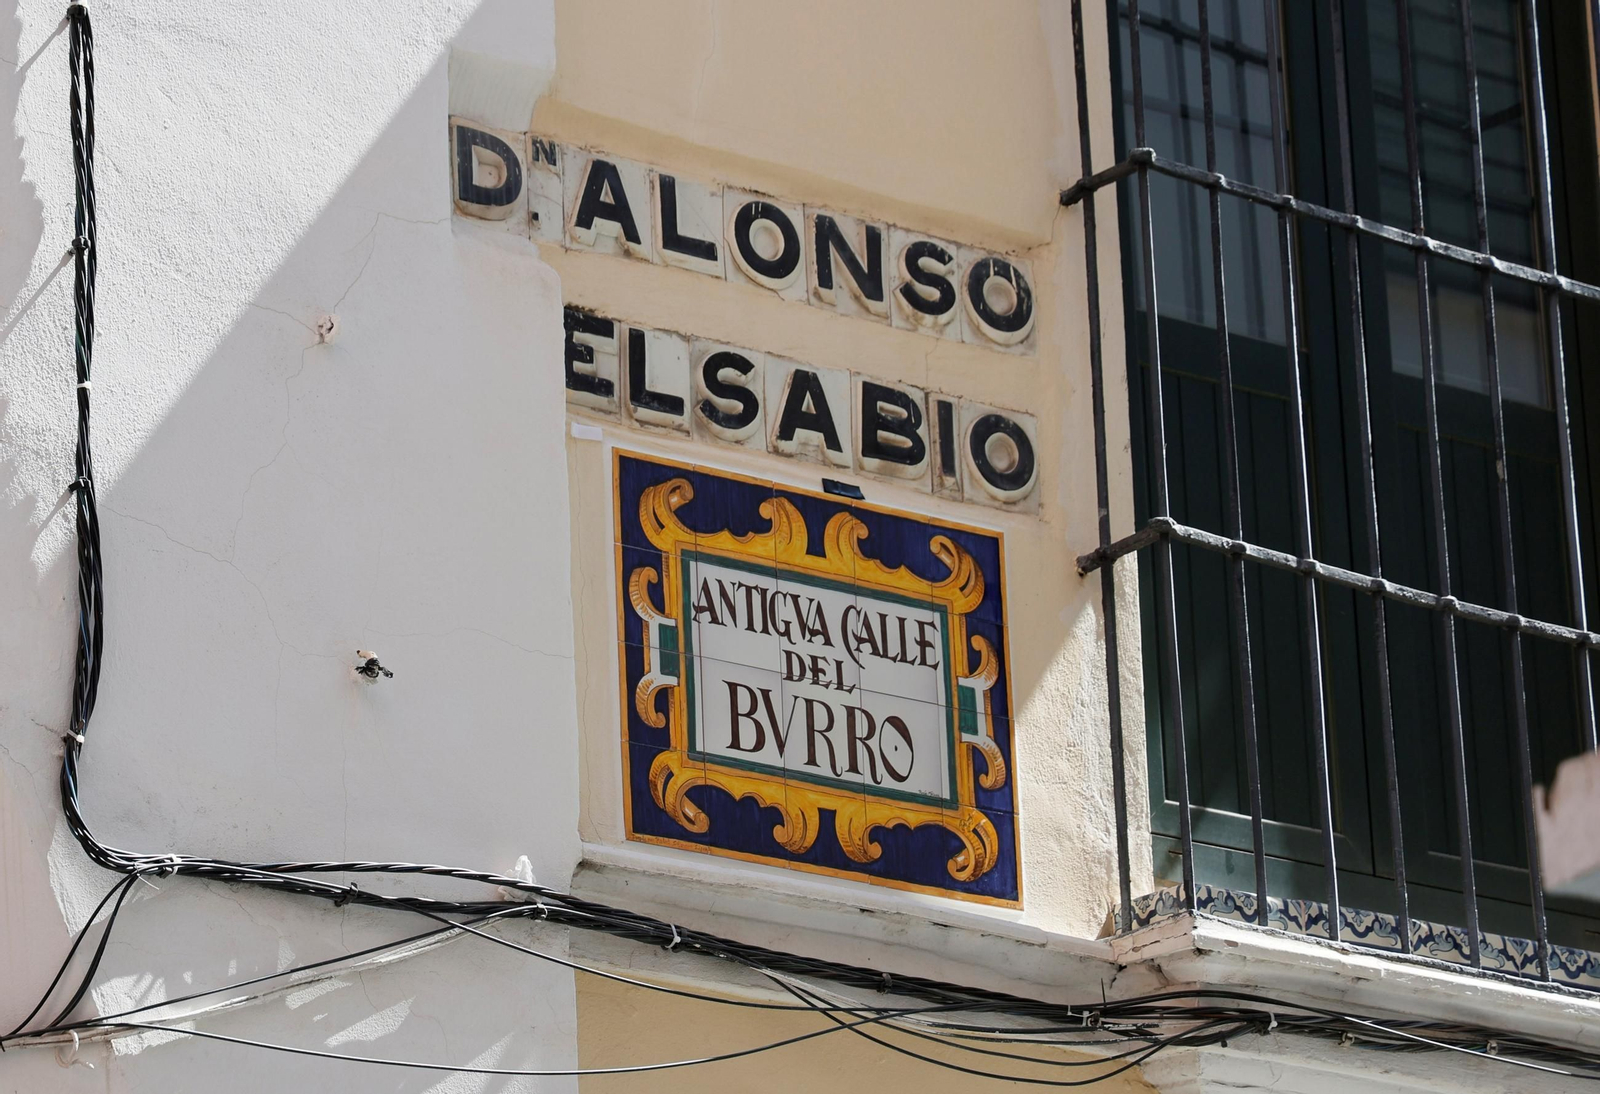 Dᴺ. ALONSO
EL SABIO
ANTIGVA CALLE
DEL
BVRRO